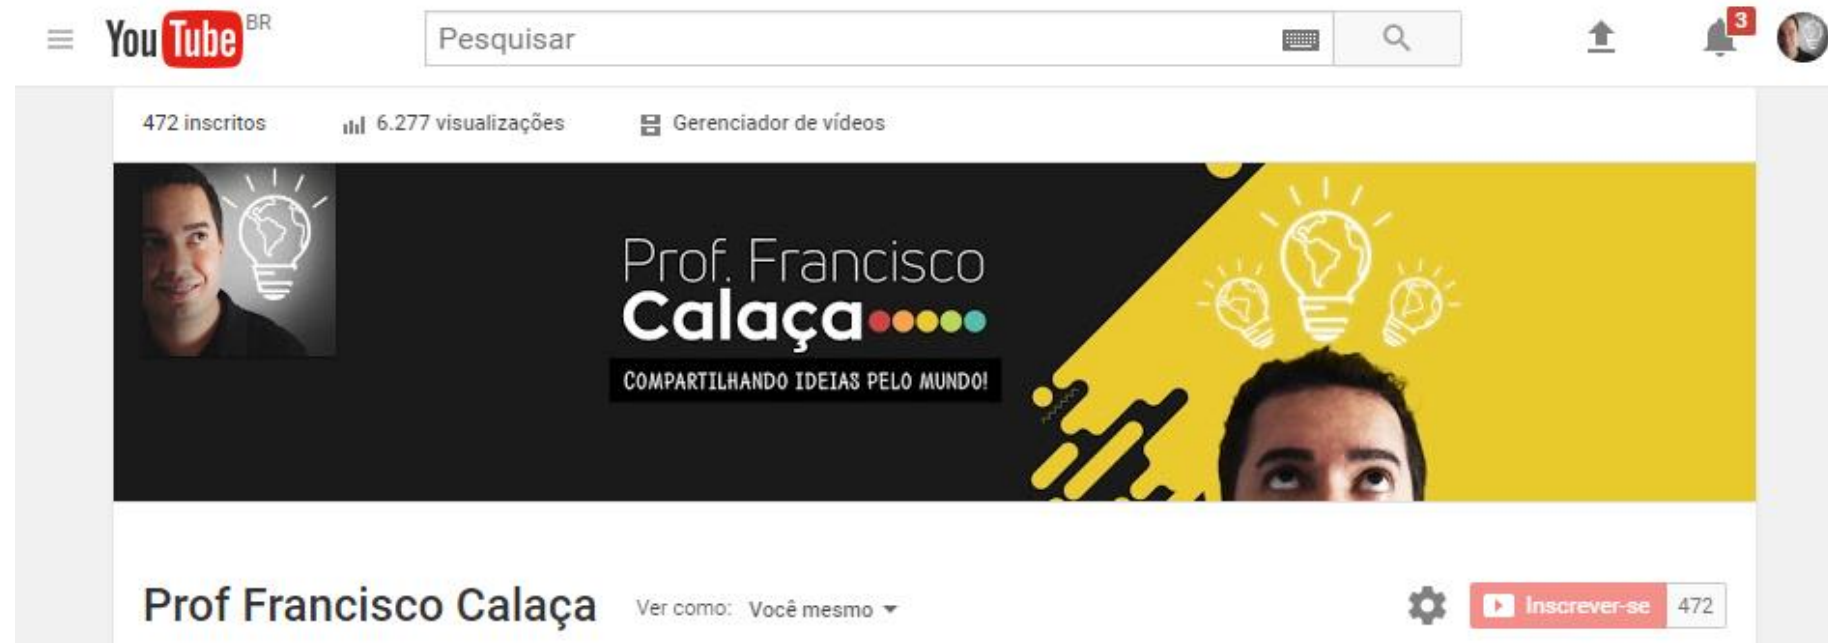 YouTube BR
Pesquisar
3
472 inscritos
6.277 visualizações
Gerenciador de vídeos
Prof. Francisco
Calaça
COMPARTILHANDO IDEIAS PELO MUNDO!
Prof Francisco Calaça
Ver como: Você mesmo
Inscrever-se 472